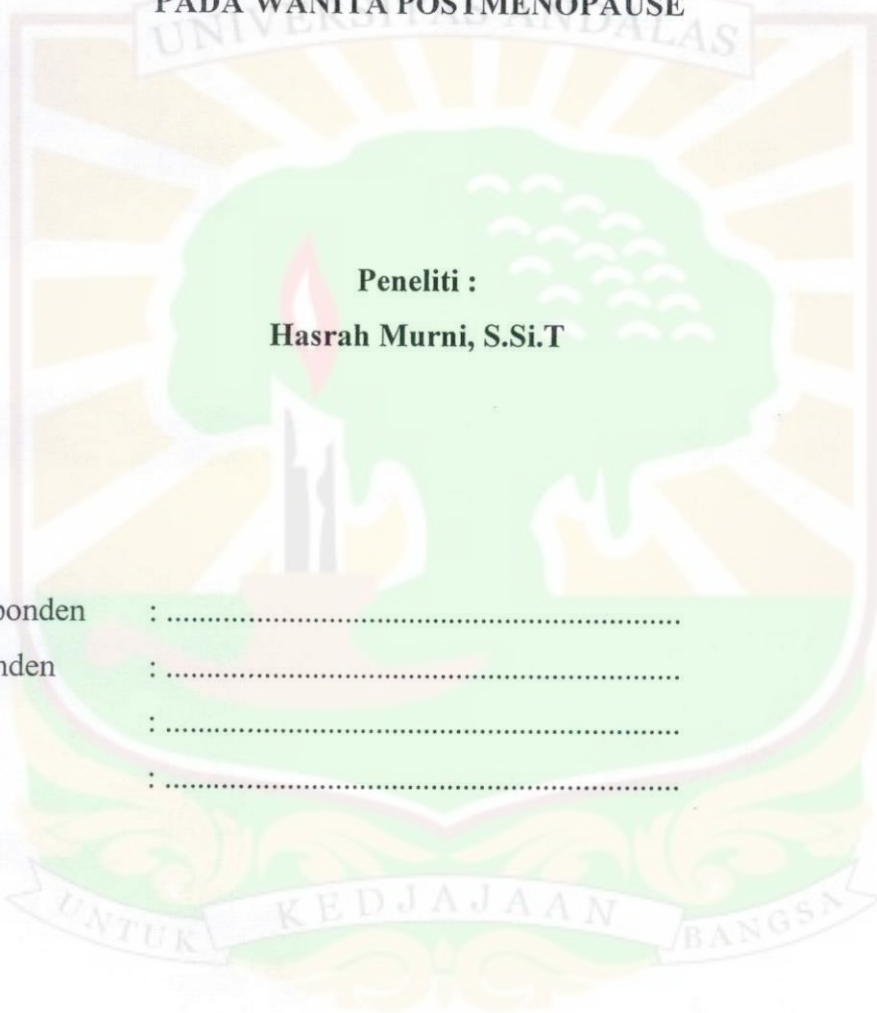 PADA WANITA POSTMENOPAUSE
UNIVERSITAS ANDALAS
Peneliti :
Hasrah Murni, S.Si.T
ponden : ....................................................................
nden : ....................................................................
: ....................................................................
: ....................................................................
UNTUK KEDJAJAAN BANGSA